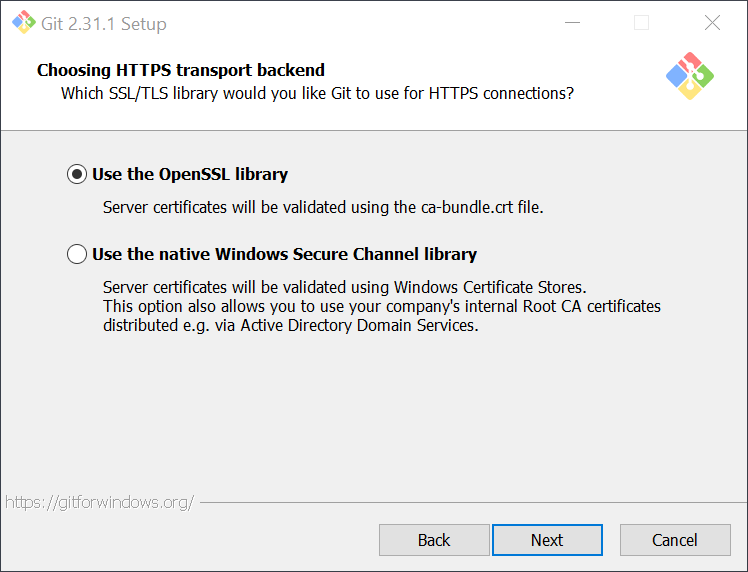 Git 2.31.1 Setup
Choosing HTTPS transport backend
Which SSL/TLS library would you like Git to use for HTTPS connections?
Use the OpenSSL library
Server certificates will be validated using the ca-bundle.crt file.
Use the native Windows Secure Channel library
Server certificates will be validated using Windows Certificate Stores.
This option also allows you to use your company's internal Root CA certificates
distributed e.g. via Active Directory Domain Services.
https://gitforwindows.org/
Back Next Cancel